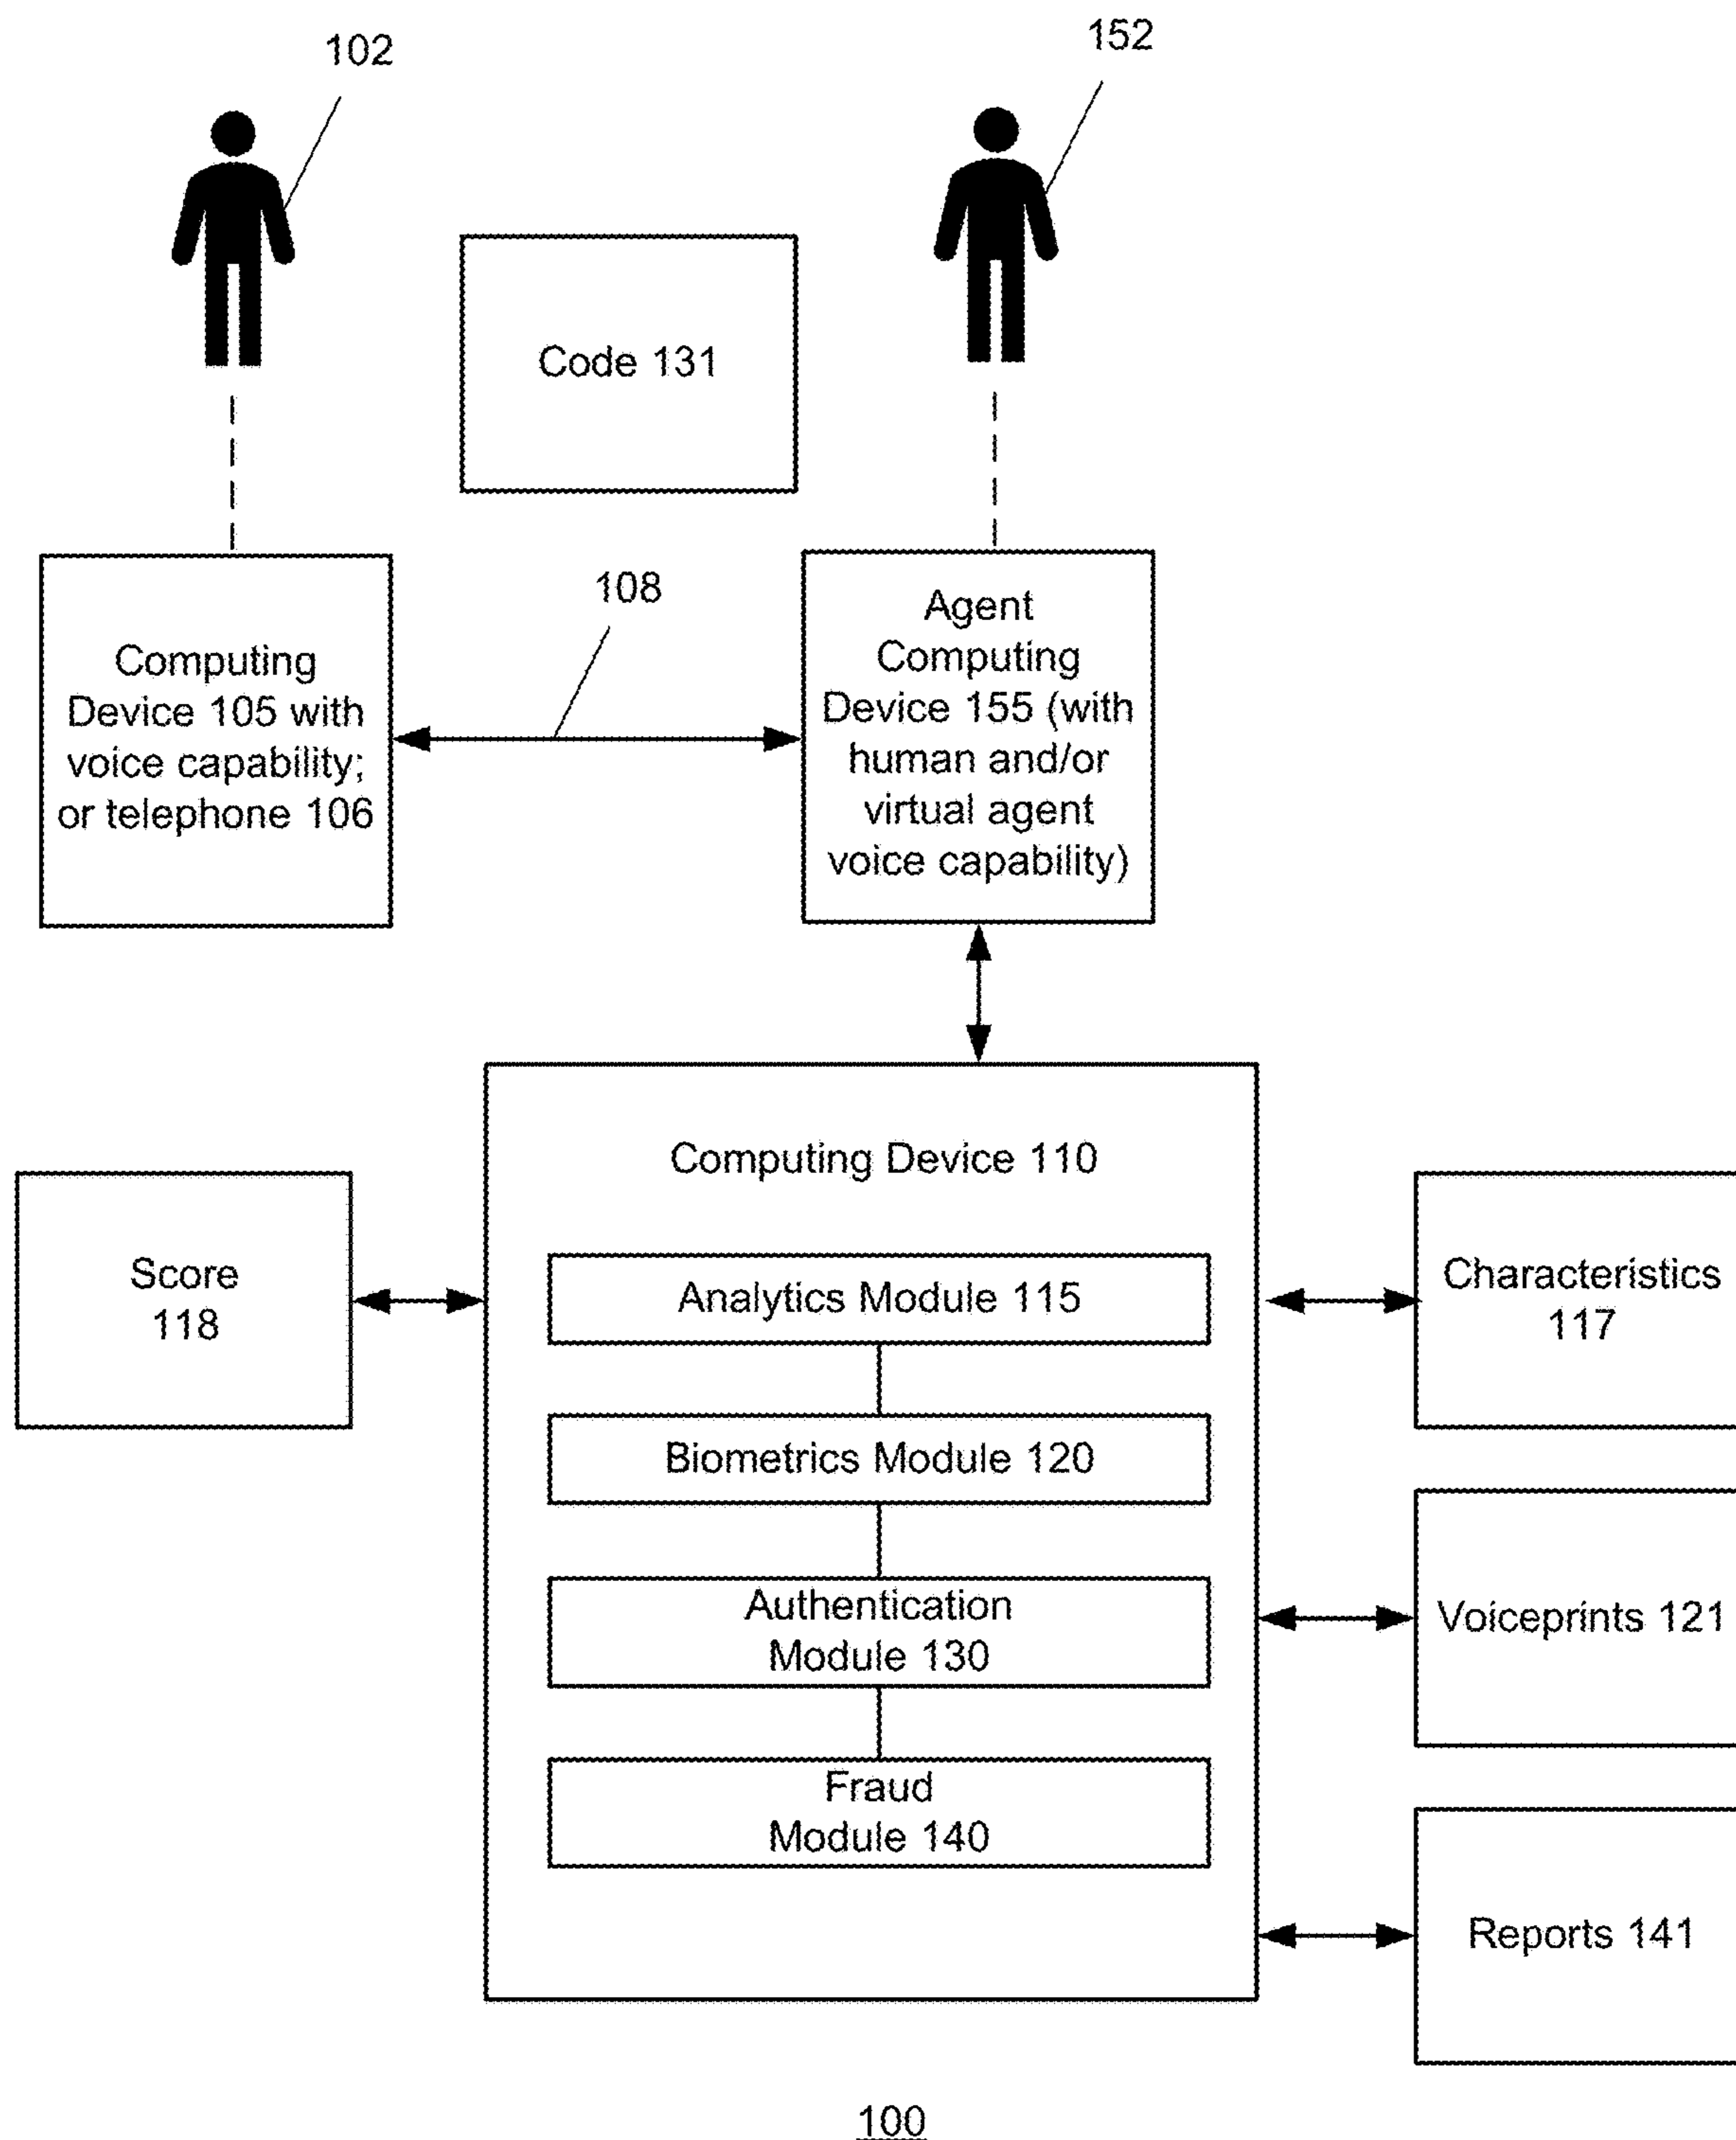 102
152
Code 131
Computing
Device 105 with
voice capability;
or telephone 106
108
Agent
Computing
Device 155 (with
human and/or
virtual agent
voice capability)
Computing Device 110
Score
118
Analytics Module 115
Characteristics
117
Biometrics Module 120
Authentication
Module 130
Voiceprints 121
Fraud
Module 140
Reports 141
100